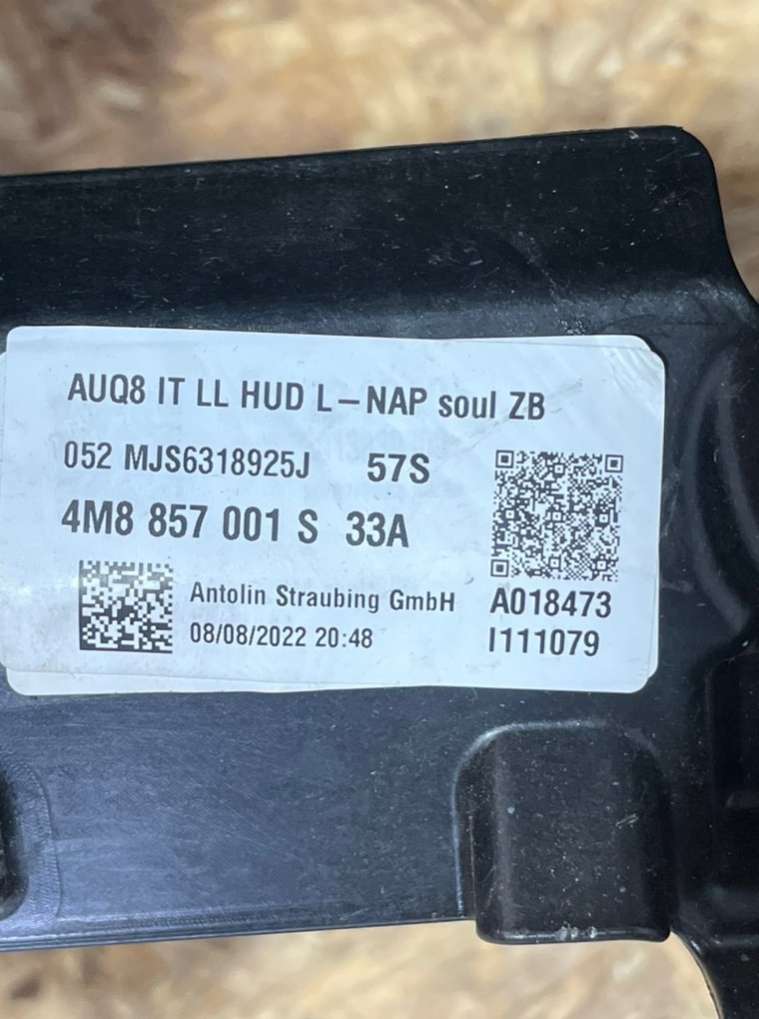 AUQ8 IT LL HUD L-NAP soul ZB
052 MJS6318925J 57S
4M8 857 001 S 33A
Antolin Straubing GmbH A018473
08/08/2022 20:48 I111079